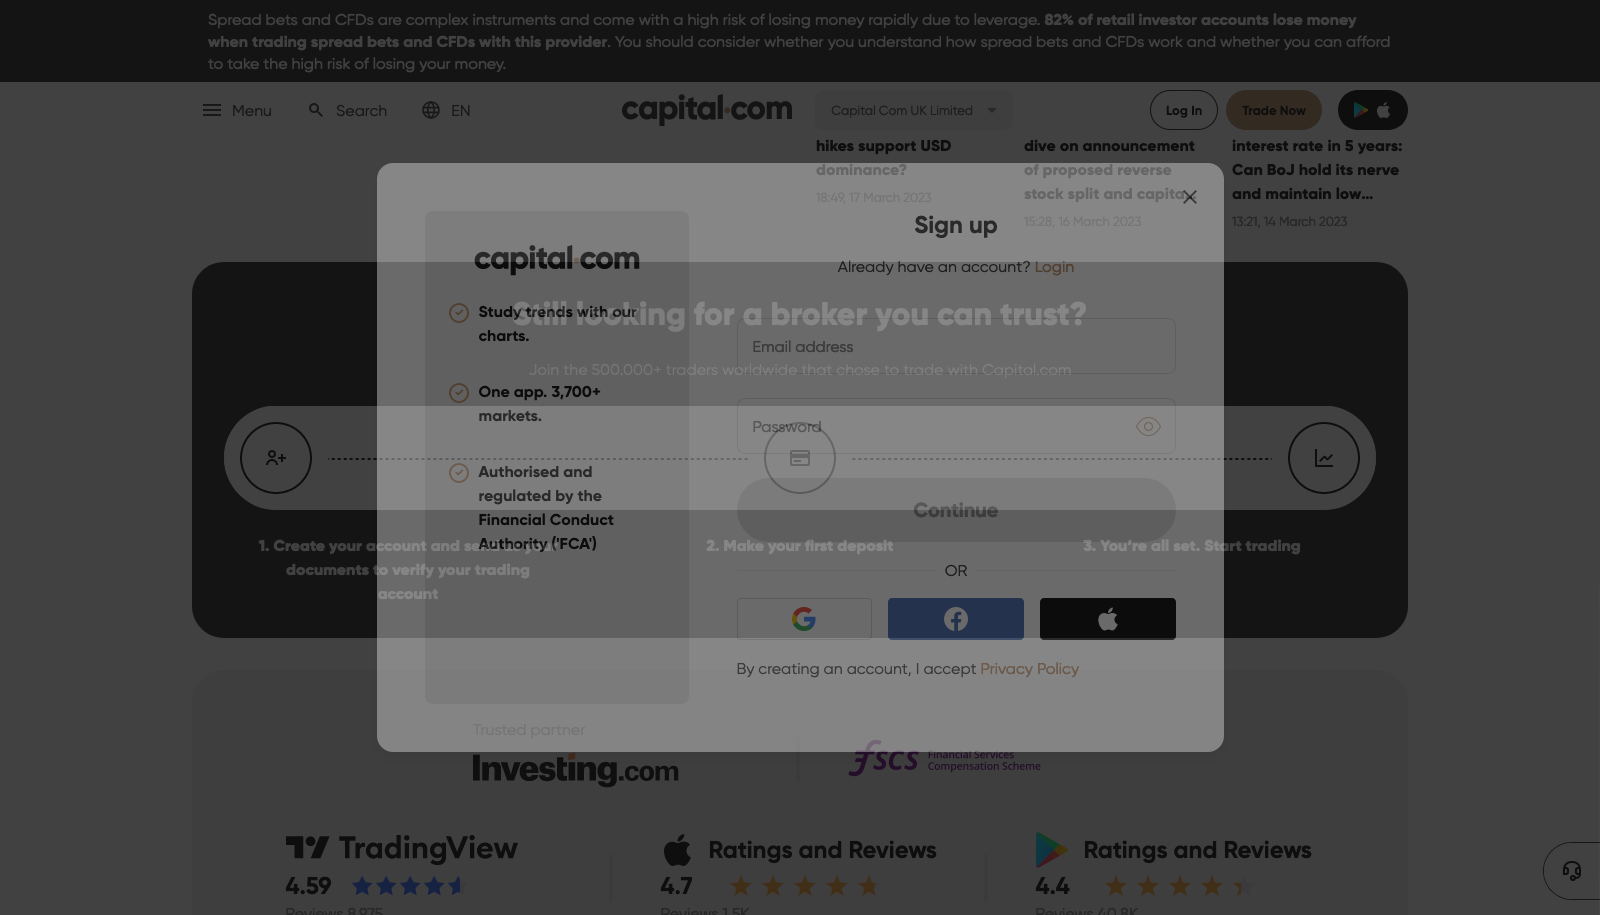 Spread bets and CFDs are complex instruments and come with a high risk of losing money rapidly due to leverage. 82% of retail investor accounts lose money
when trading spread bets and CFDs with this provider. You should consider whether you understand how spread bets and CFDs work and whether you can afford
to take the high risk of losing your money.
Menu
Search
EN
capital.com
Capital Com UK Limited
Log In
Trade Now
hikes support USD
dominance?
18:49, 17 March 2023
dive on announcement
of proposed reverse
stock split and capita...
15:28, 16 March 2023
interest rate in 5 years:
Can BoJ hold its nerve
and maintain low...
13:21, 14 March 2023
capital.com
Study trends with our
charts.
One app. 3,700+
markets.
Authorised and
regulated by the
Financial Conduct
Authority ('FCA')
Sign up
Already have an account? Login
Email address
Password
Continue
OR
By creating an account, I accept Privacy Policy
Still looking for a broker you can trust?
Join the 500.000+ traders worldwide that chose to trade with Capital.com
1. Create your account and
documents to verify your trading
account
2. Make your first deposit
3. You're all set. Start trading
Trusted partner
Investing.com
fscs Financial Services
Compensation Scheme
TradingView
4.59
Reviews 8,975
Ratings and Reviews
4.7
Reviews 1,5K
Ratings and Reviews
4.4
Reviews 40,8K